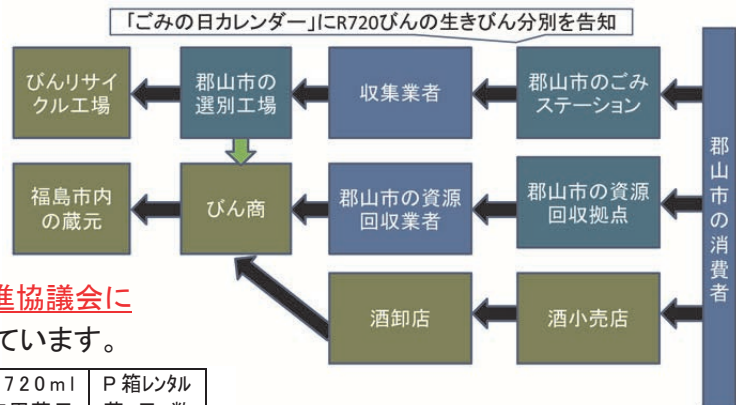 「ごみの日カレンダー」にR720びんの生きびん分別を告知
びんリサイ
クル工場
郡山市の
選別工場
収集業者
郡山市のごみ
ステーション
福島市内
の蔵元
びん商
郡山市の資源
回収業者
郡山市の資源
回収拠点
酒卸店
酒小売店
郡山市の消費者
進協議会に
ています。
720ml
P箱レンタル